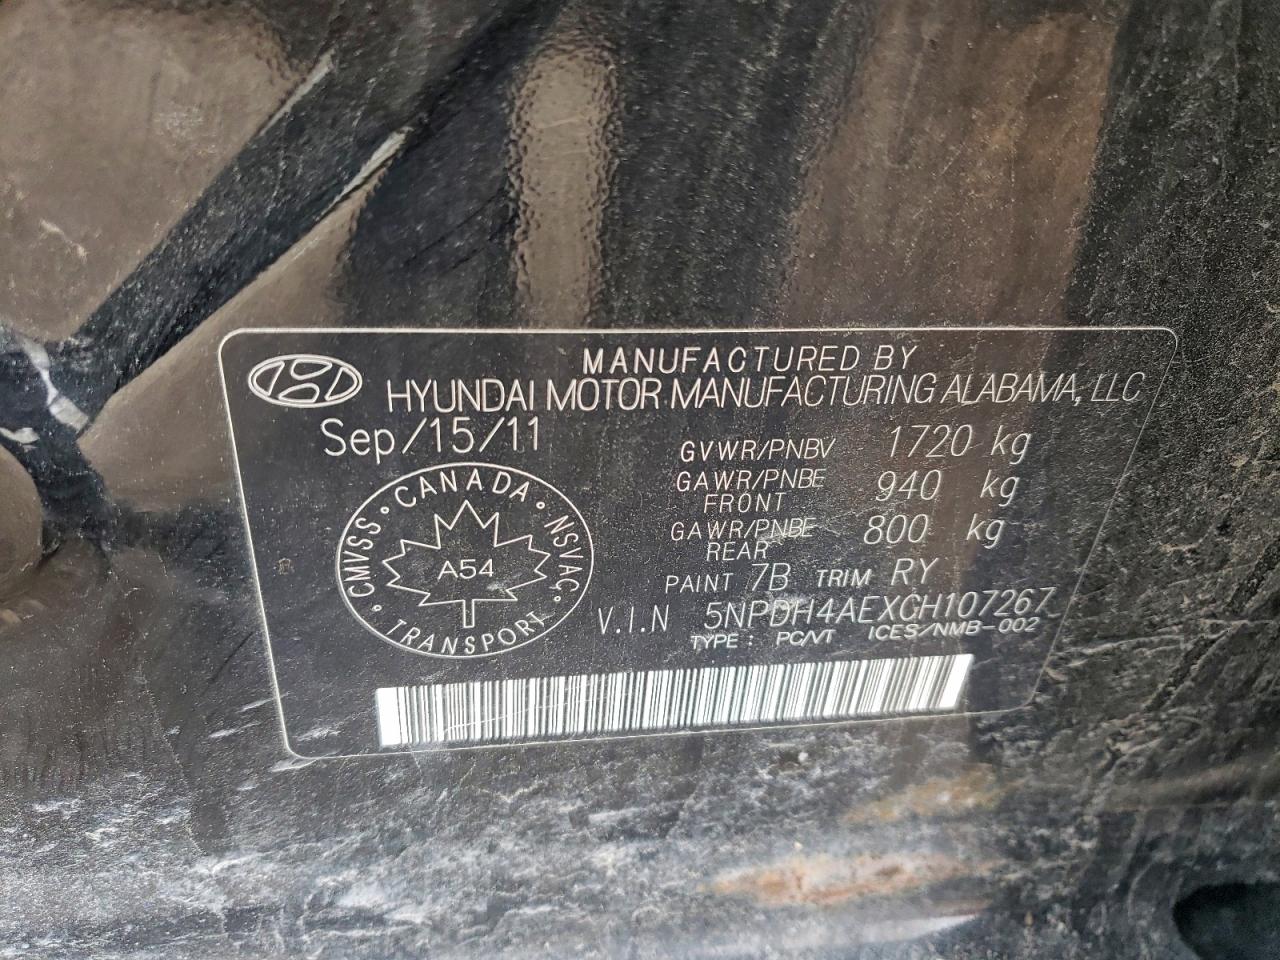 MANUFACTURED BY
HYUNDAI MOTOR MANUFACTURING ALABAMA, LLC
Sep/15/11
GVWR/PNBV 1720 kg
GAWR/PNBE FRONT 940 kg
GAWR/PNBE REAR 800 kg
PAINT 7B TRIM RY
V.I.N 5NPDH4AEXCH107267
TYPE : PC/VT ICES/NMB-002
CMVSS • CANADA • NSVAC • TRANSPORT •
A54